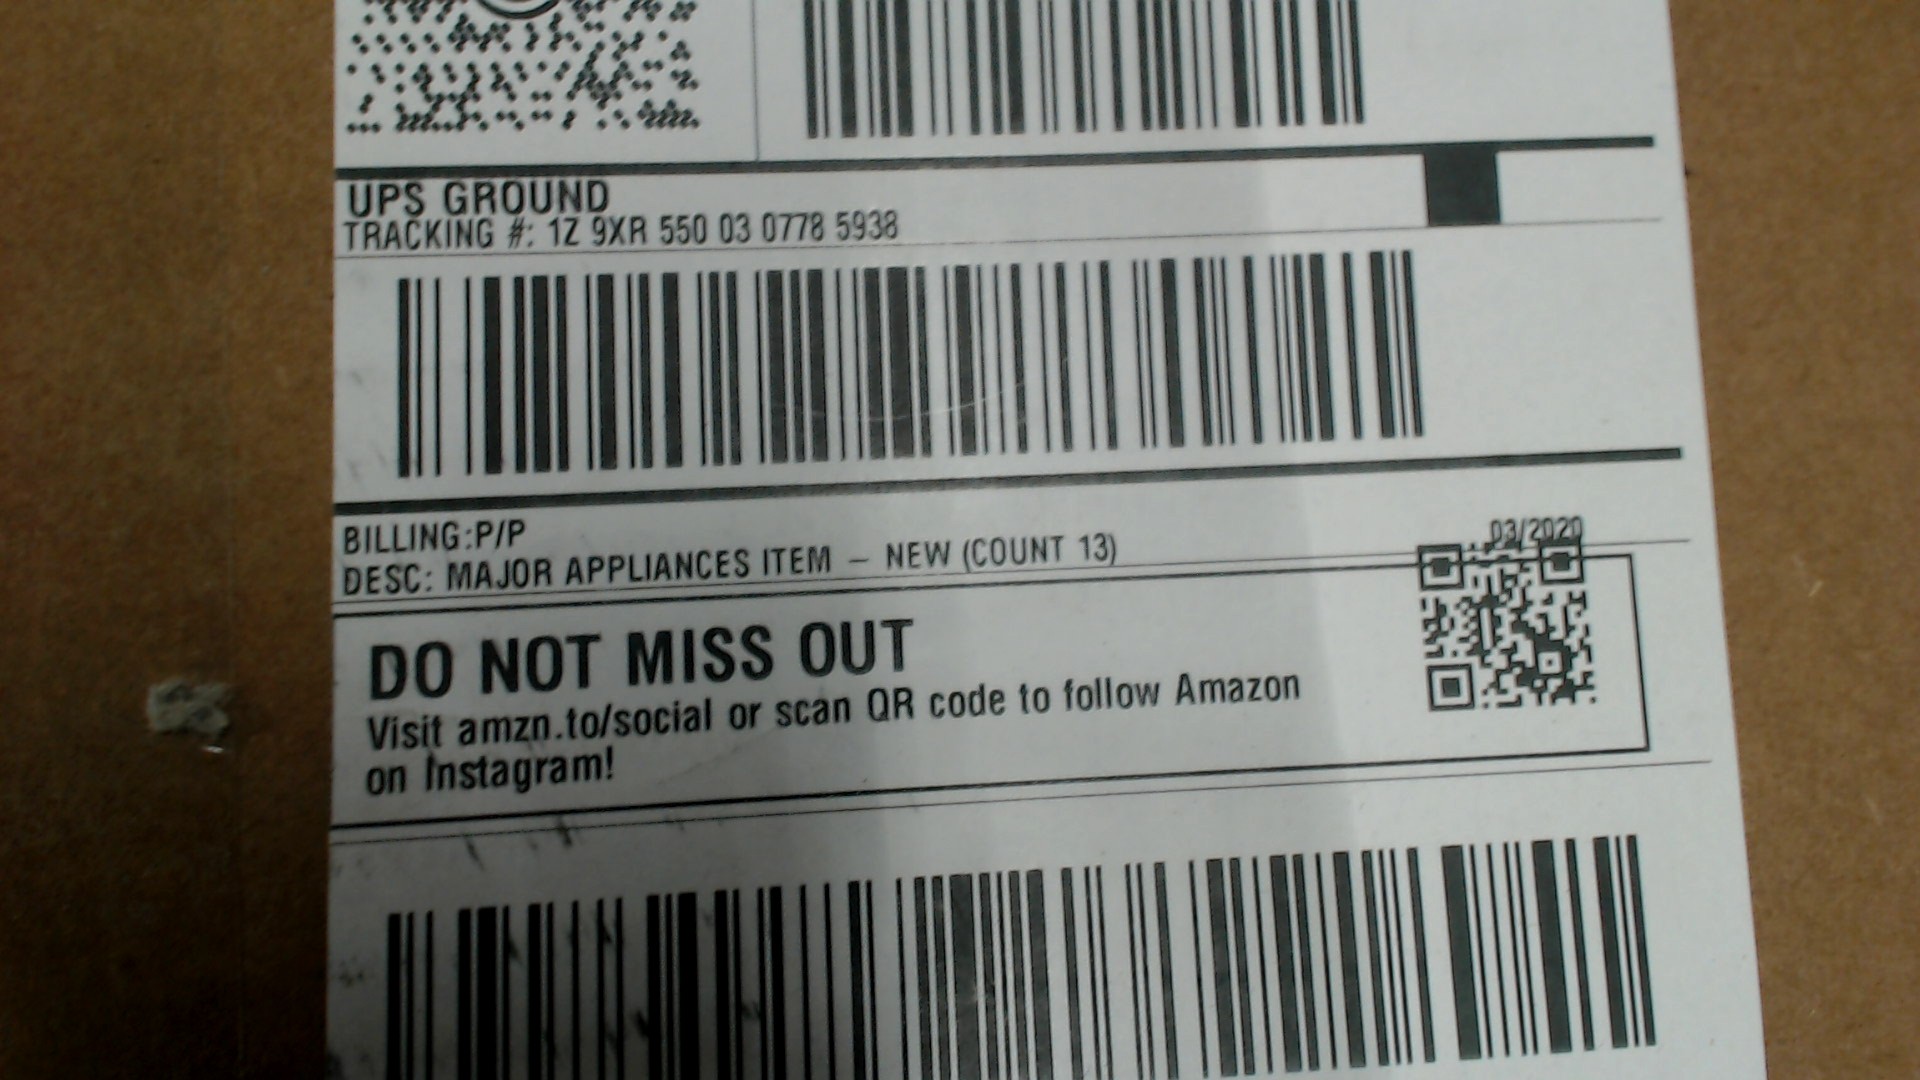 UPS GROUND
TRACKING #: 1Z 9XR 550 03 0778 5938
BILLING:P/P
03/2020
DESC: MAJOR APPLIANCES ITEM – NEW (COUNT 13)
DO NOT MISS OUT
Visit amzn.to/social or scan QR code to follow Amazon
on Instagram!